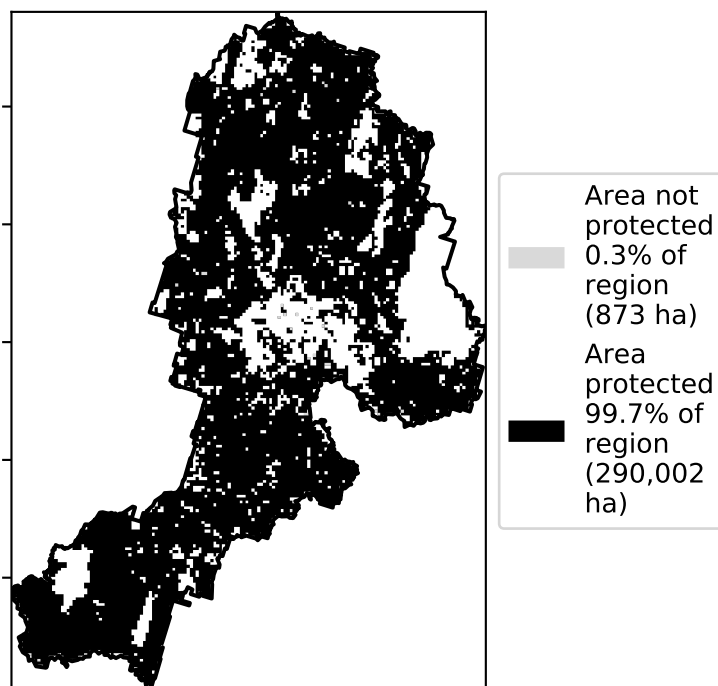 Area not
protected
0.3% of
region
(873 ha)
Area
protected
99.7% of
region
(290,002
ha)